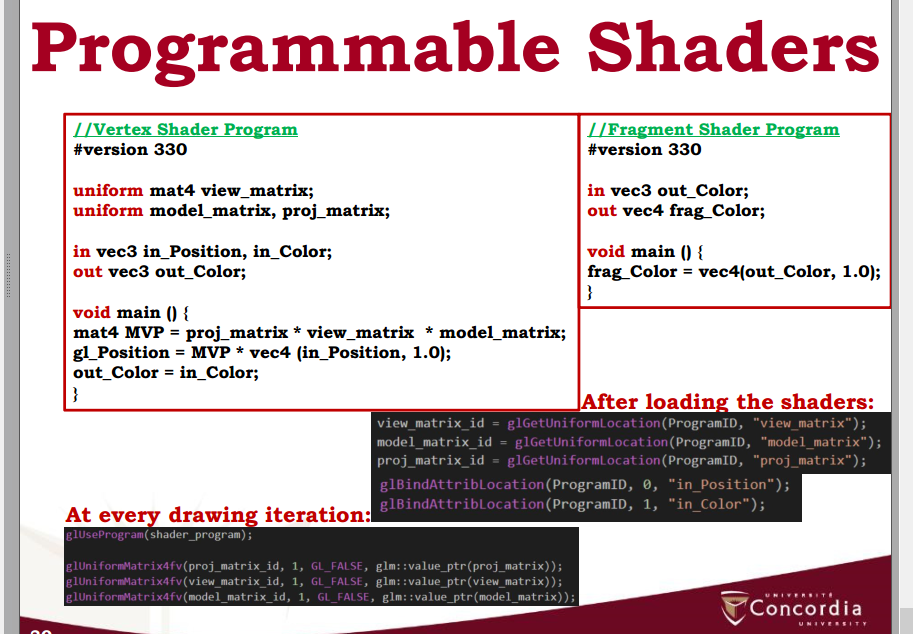 Programmable Shaders
//Vertex Shader Program
#version 330
uniform mat4 view_matrix;
uniform model_matrix, proj_matrix;
in vec3 in_Position, in_Color;
out vec3 out_Color;
void main () {
mat4 MVP = proj_matrix * view_matrix  * model_matrix;
gl_Position = MVP * vec4 (in_Position, 1.0);
out_Color = in_Color;
}
//Fragment Shader Program
#version 330
in vec3 out_Color;
out vec4 frag_Color;
void main () {
frag_Color = vec4(out_Color, 1.0);
}
After loading the shaders:
view_matrix_id = glGetUniformLocation(ProgramID, "view_matrix");
model_matrix_id = glGetUniformLocation(ProgramID, "model_matrix");
proj_matrix_id = glGetUniformLocation(ProgramID, "proj_matrix");
glBindAttribLocation(ProgramID, 0, "in_Position");
glBindAttribLocation(ProgramID, 1, "in_Color");
At every drawing iteration:
glUseProgram(shader_program);
glUniformMatrix4fv(proj_matrix_id, 1, GL_FALSE, glm::value_ptr(proj_matrix));
glUniformMatrix4fv(view_matrix_id, 1, GL_FALSE, glm::value_ptr(view_matrix));
glUniformMatrix4fv(model_matrix_id, 1, GL_FALSE, glm::value_ptr(model_matrix));
UNIVERSITÉ
Concordia
UNIVERSITY